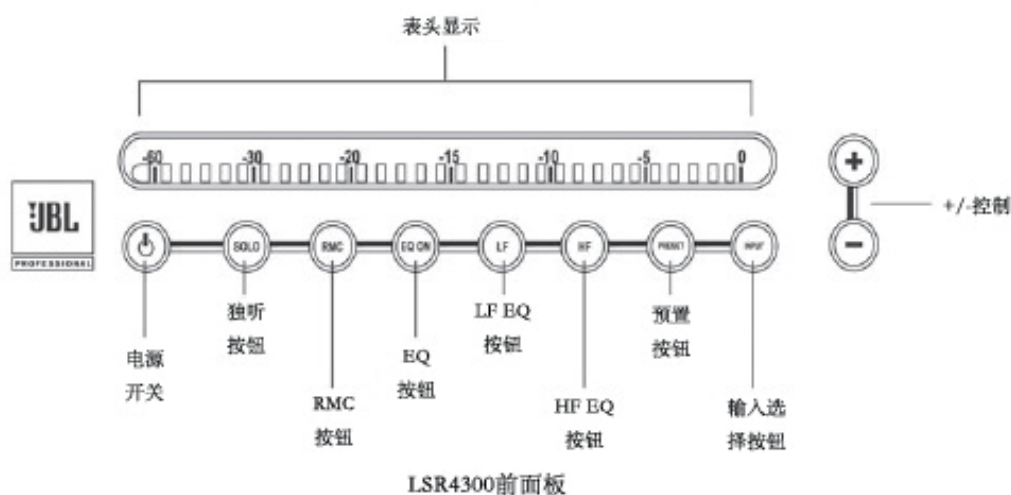 表头显示
-60 -30 -20 -15 -10 -5 0
JBL
PROFESSIONAL
SOLO RMC EQ ON LF HF PRESET INPUT
+
−
+/-控制
电源
开关
独听
按钮
RMC
按钮
EQ
按钮
LF EQ
按钮
HF EQ
按钮
预置
按钮
输入选
择按钮
LSR4300前面板